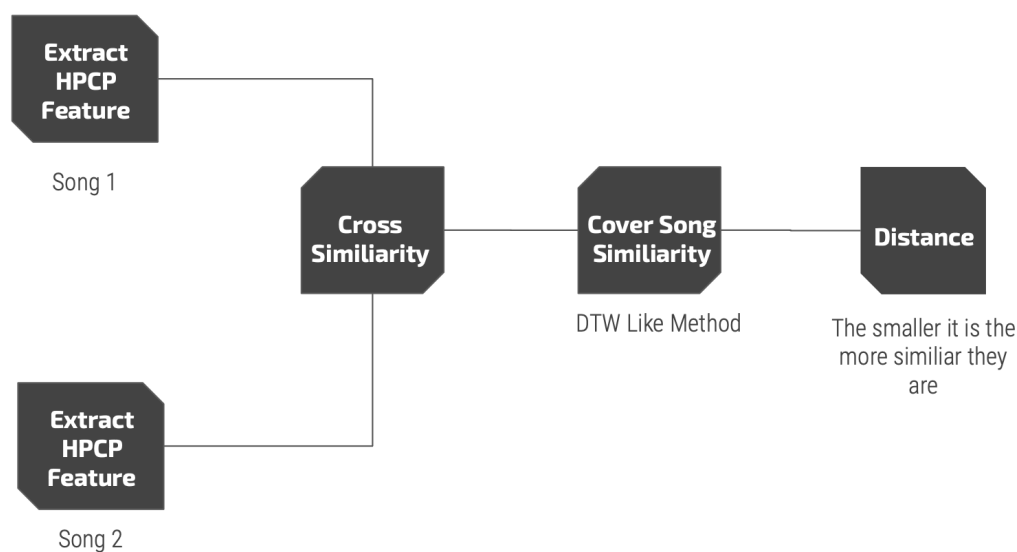 Extract
HPCP
Feature
Song 1
Cross
Similiarity
Cover Song
Similiarity
DTW Like Method
Distance
The smaller it is the
more similiar they
are
Extract
HPCP
Feature
Song 2